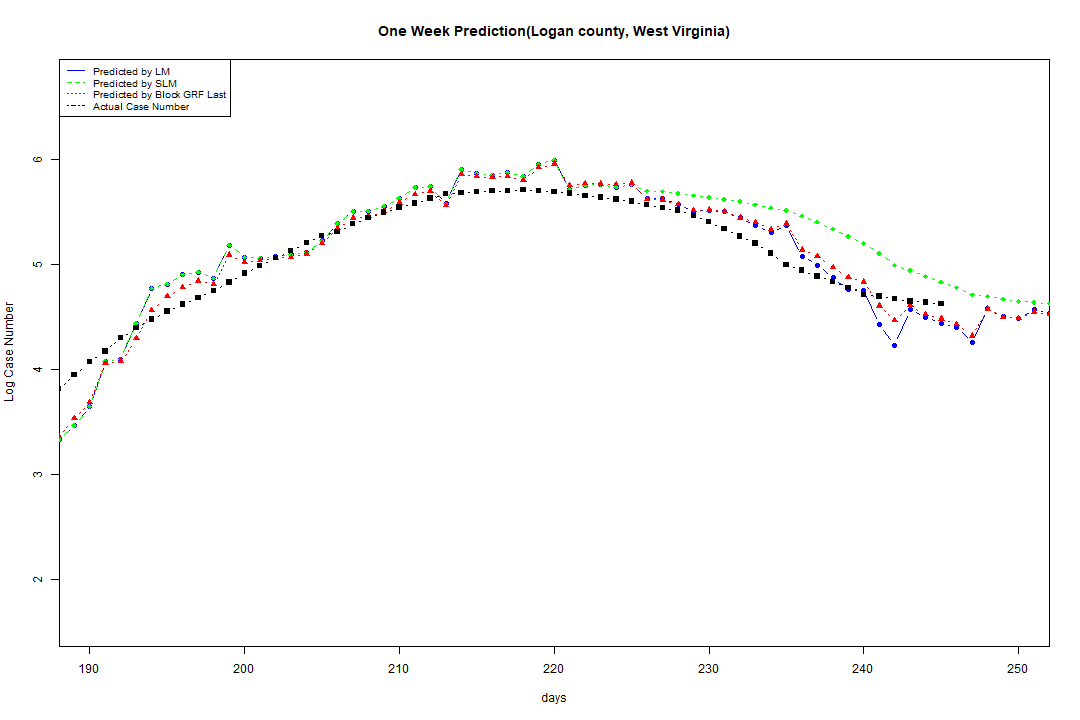 One Week Prediction(Logan county, West Virginia)
Predicted by LM
Predicted by SLM
Predicted by Block GRF Last
Actual Case Number
6
5
4
3
2
Log Case Number
190 200 210 220 230 240 250
days